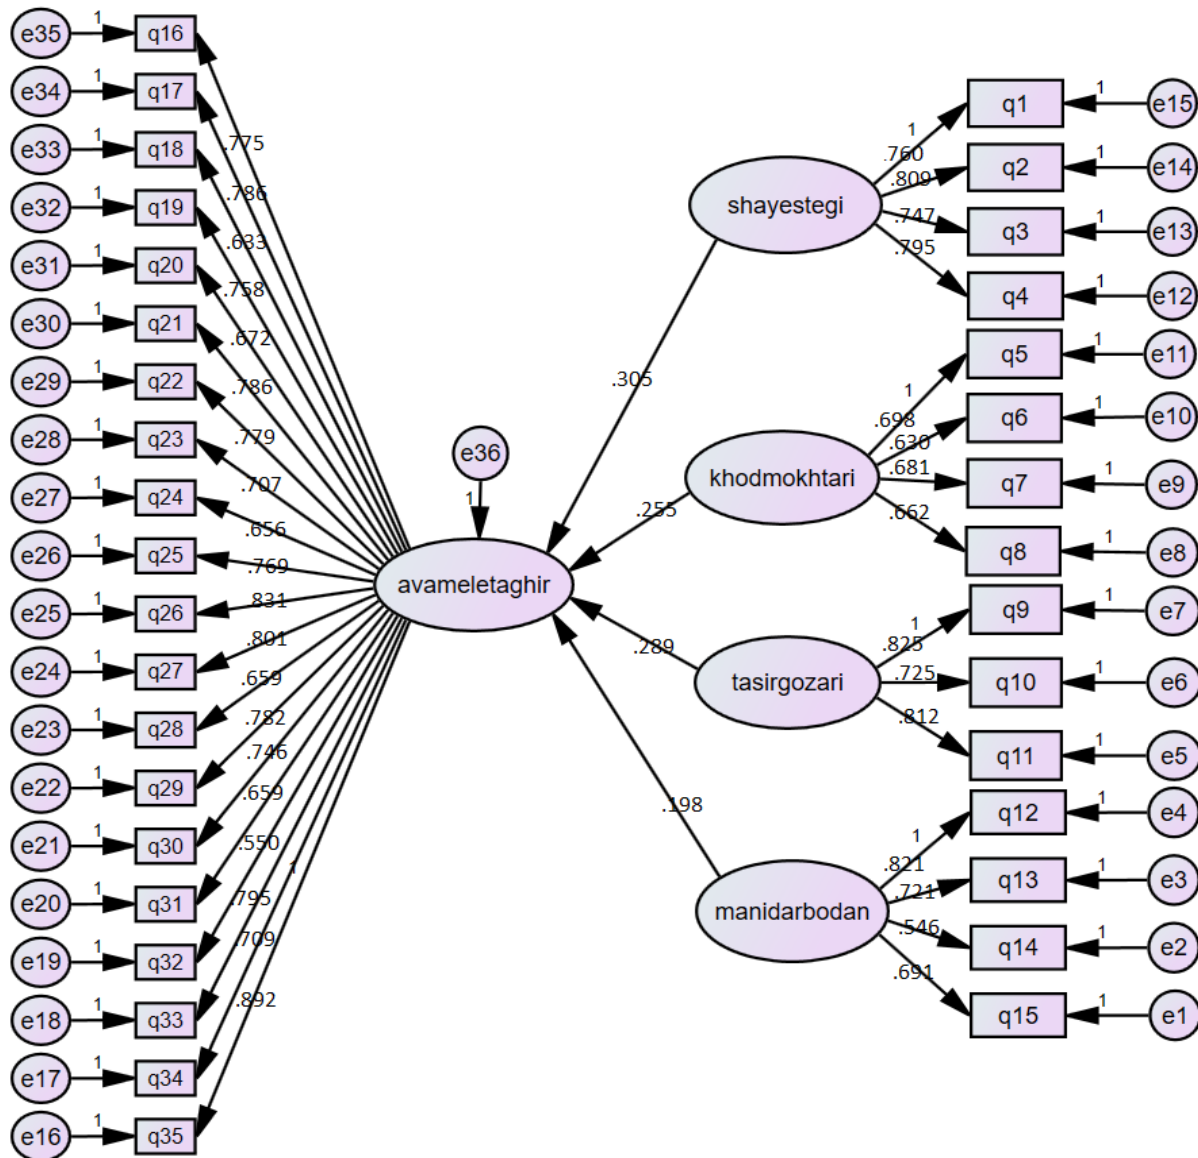 e35 1 q16
e34 1 q17
e33 1 q18
e32 1 q19
e31 1 q20
e30 1 q21
e29 1 q22
e28 1 q23
e27 1 q24
e26 1 q25
e25 1 q26
e24 1 q27
e23 1 q28
e22 1 q29
e21 1 q30
e20 1 q31
e19 1 q32
e18 1 q33
e17 1 q34
e16 1 q35
.775
.786
.633
.758
.672
.786
.779
.707
.656
.769
.831
.801
.659
.782
.746
.659
.550
1
.795
.709
.892
e36
1
avameletaghir
.305
.255
.289
.198
shayestegi
1
.760
.809
.747
.795
q1 1 e15
q2 1 e14
q3 1 e13
q4 1 e12
khodmokhtari
1
.698
.630
.681
.662
q5 1 e11
q6 1 e10
q7 1 e9
q8 1 e8
tasirgozari
1
.825
.725
.812
q9 1 e7
q10 1 e6
q11 1 e5
manidarbodan
1
.821
.721
.546
.691
q12 1 e4
q13 1 e3
q14 1 e2
q15 1 e1